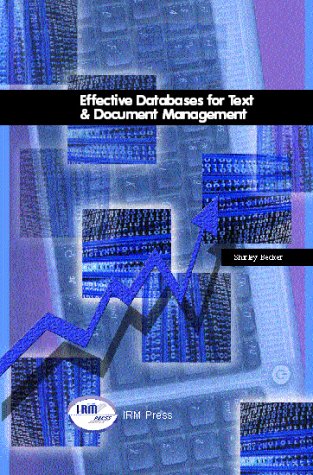 Effective Databases for Text
& Document Management
Shirley Becker
IRM
PRESS
IRM Press